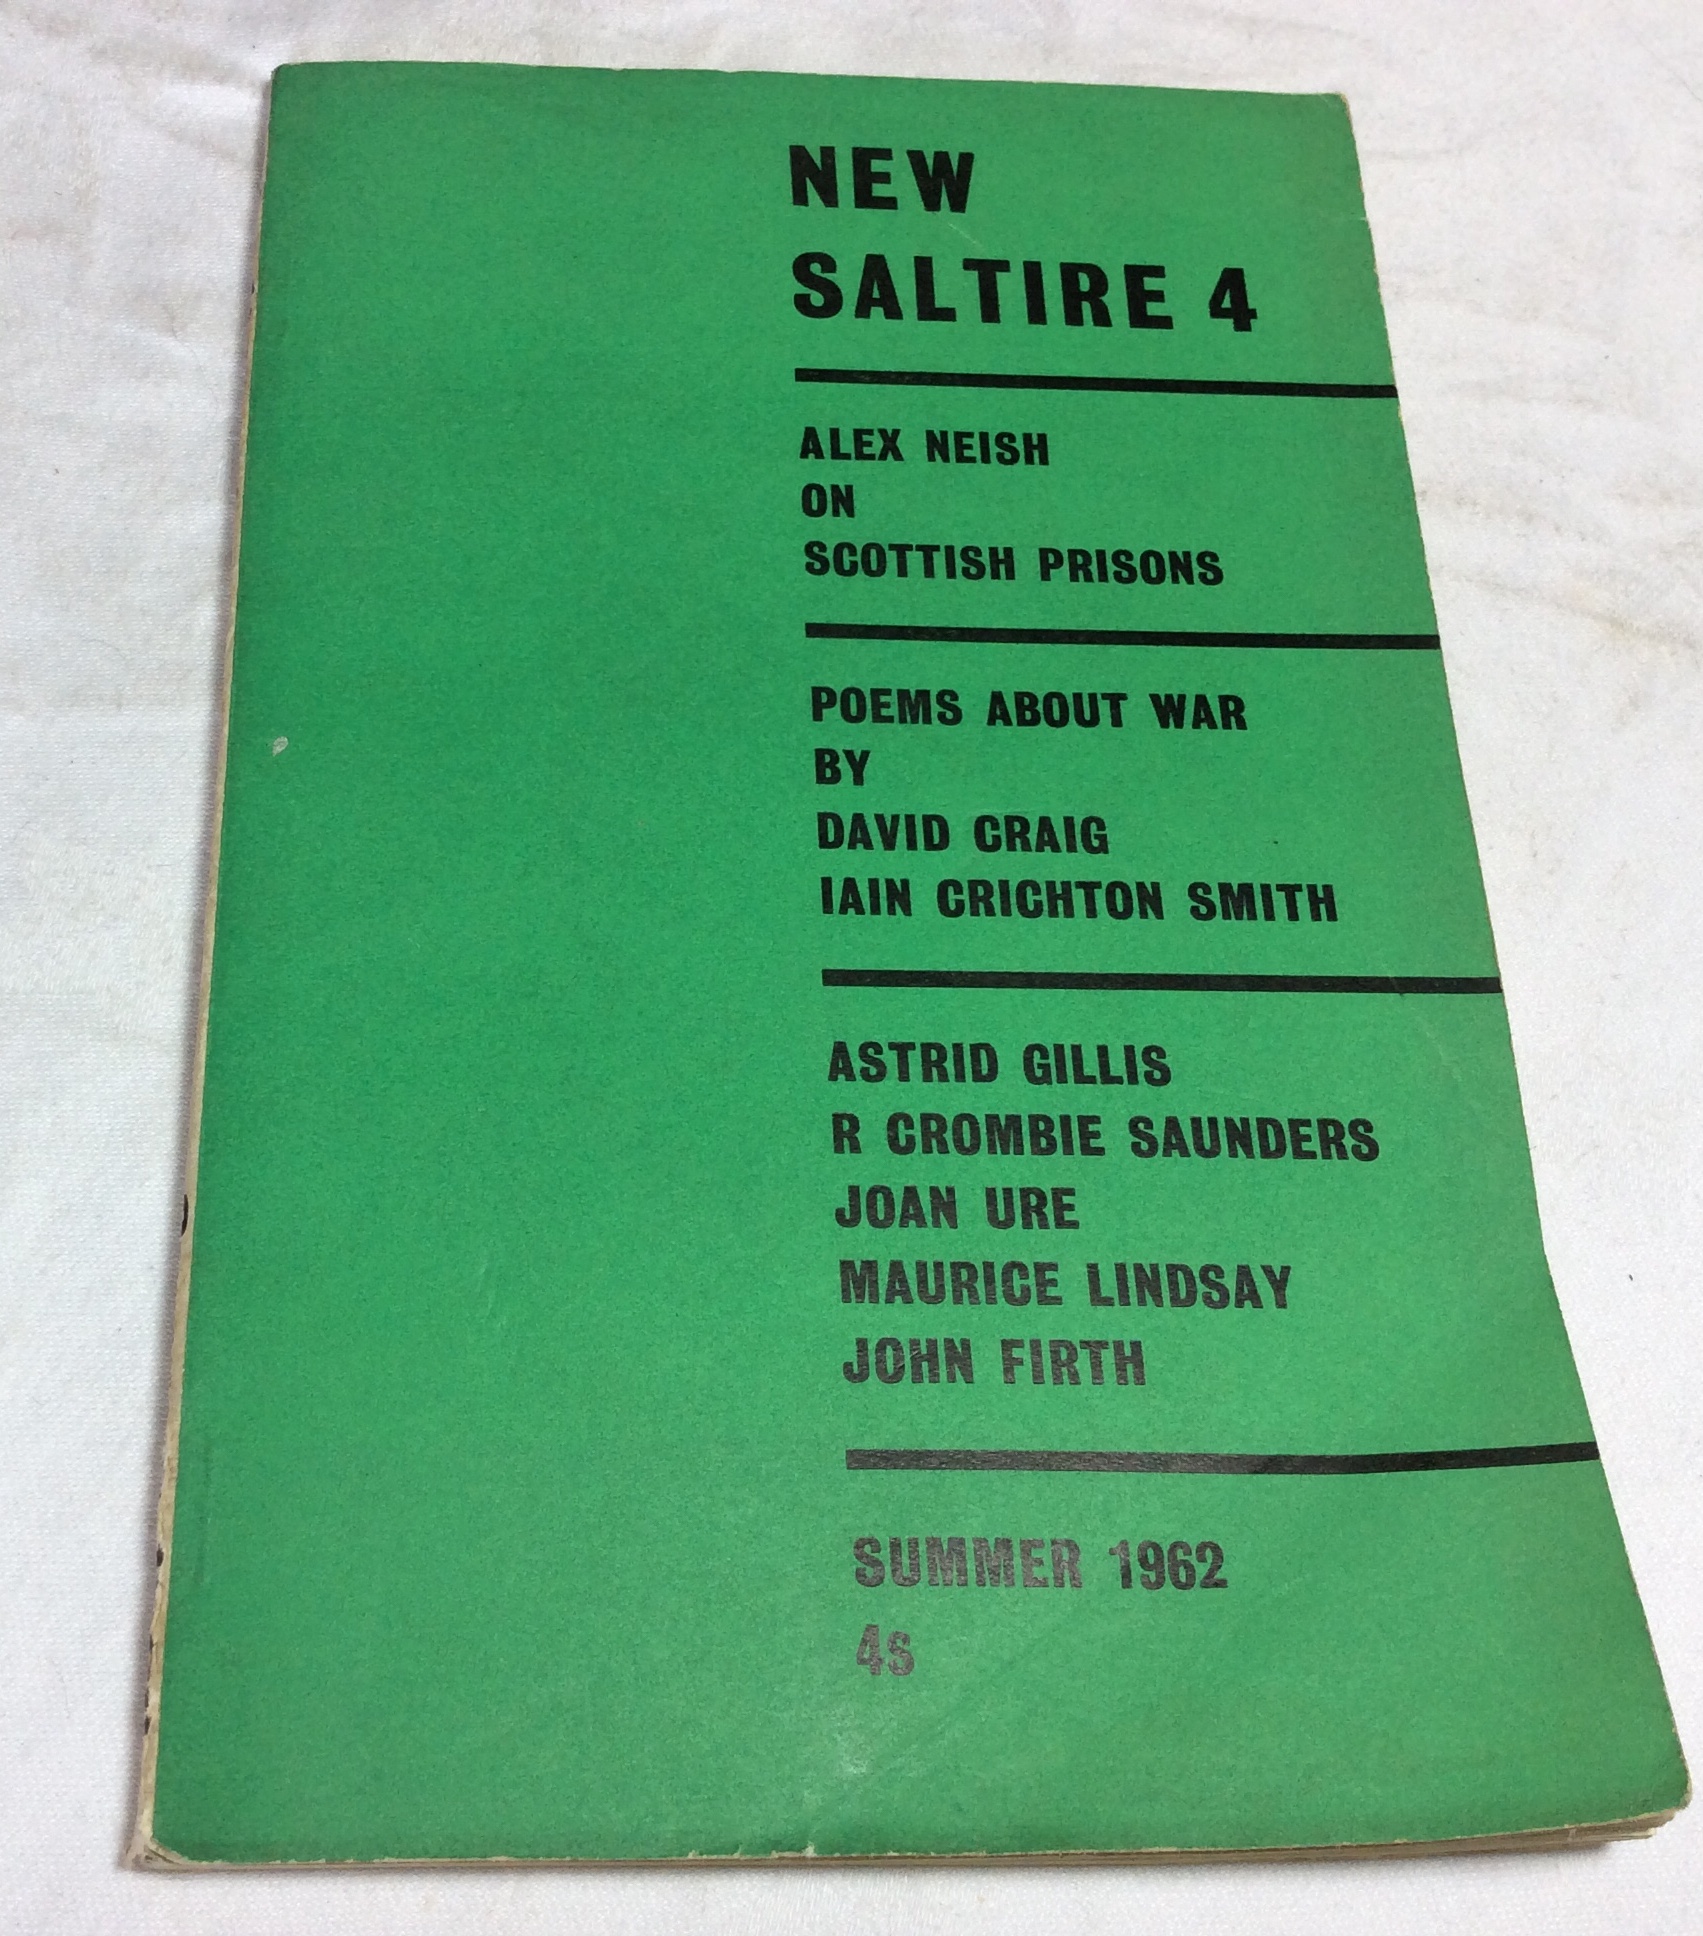 NEW
SALTIRE 4
ALEX NEISH
ON
SCOTTISH PRISONS
POEMS ABOUT WAR
BY
DAVID CRAIG
IAIN CRICHTON SMITH
ASTRID GILLIS
R CROMBIE SAUNDERS
JOAN URE
MAURICE LINDSAY
JOHN FIRTH
SUMMER 1962
4s